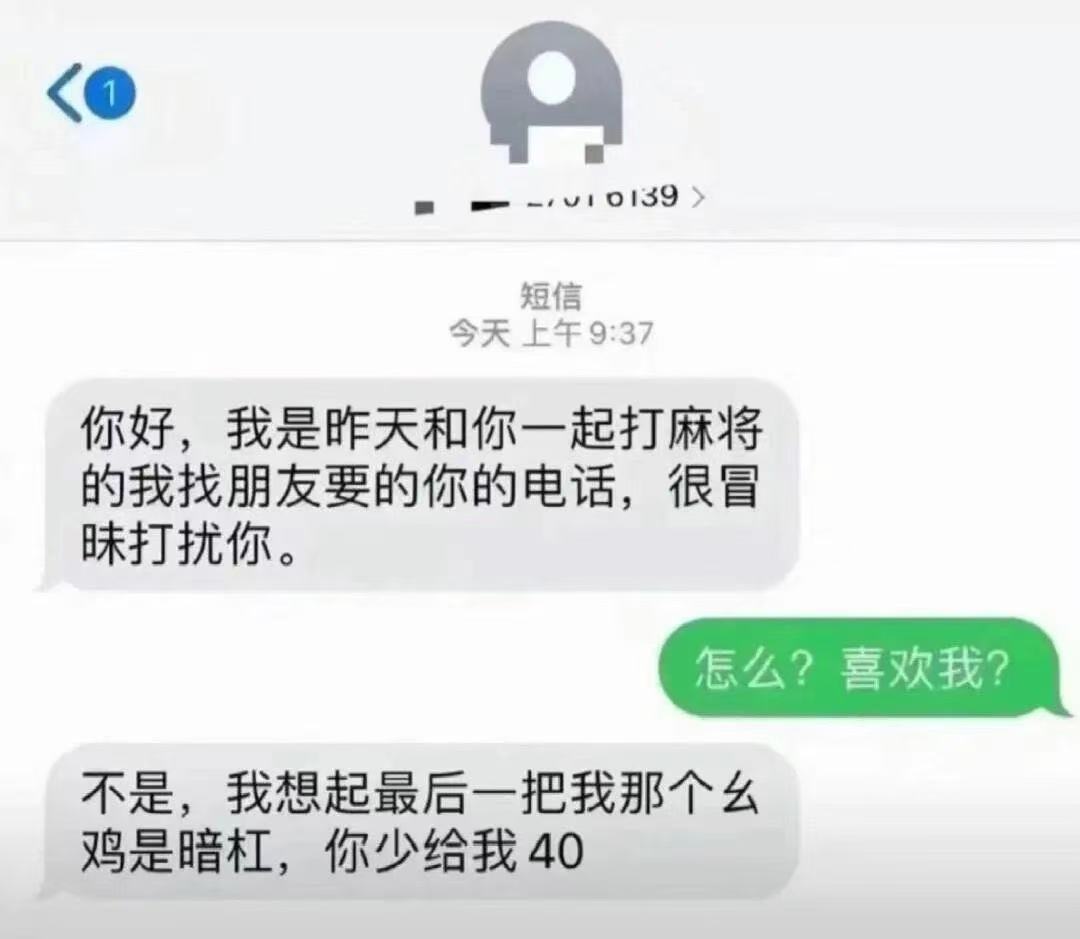 1
6139
短信
今天 上午 9:37
你好，我是昨天和你一起打麻将
的我找朋友要的你的电话，很冒
昧打扰你。
怎么？喜欢我？
不是，我想起最后一把我那个幺
鸡是暗杠，你少给我 40